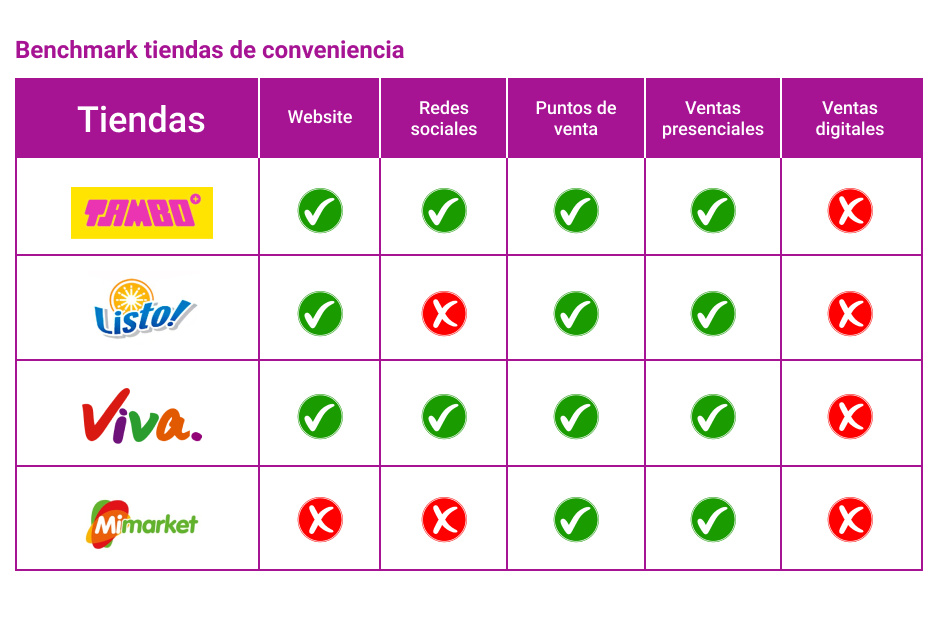 Benchmark tiendas de conveniencia
Tiendas
Website
Redes
sociales
Puntos de
venta
Ventas
presenciales
Ventas
digitales
TAMBO+
Listo!
Viva.
Mimarket